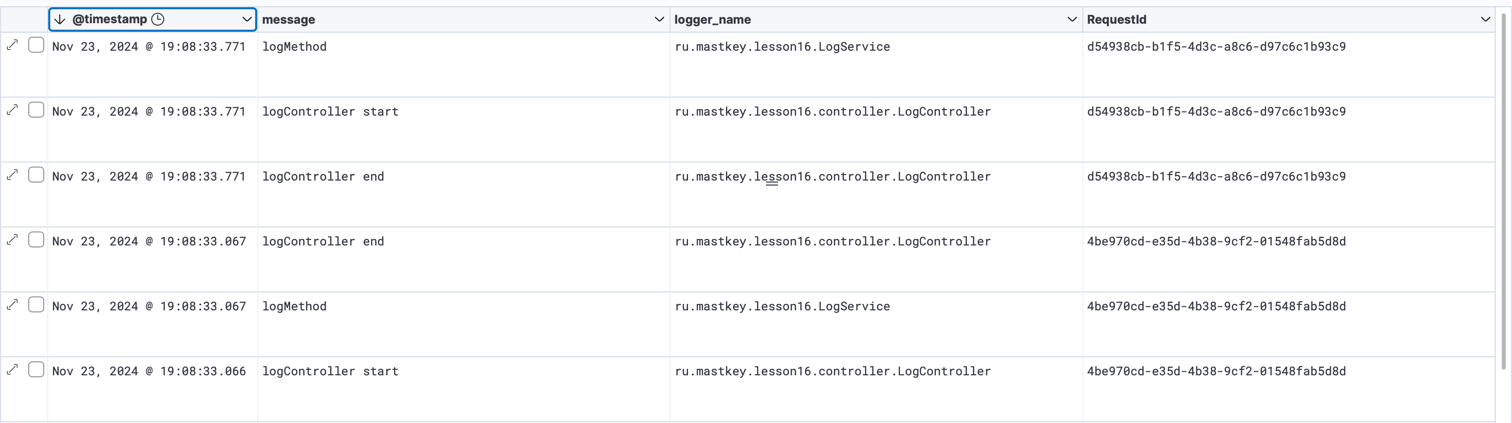 @timestamp message logger_name RequestId
Nov 23, 2024 @ 19:08:33.771 logMethod ru.mastkey.lesson16.LogService d54938cb-b1f5-4d3c-a8c6-d97c6c1b93c9
Nov 23, 2024 @ 19:08:33.771 logController start ru.mastkey.lesson16.controller.LogController d54938cb-b1f5-4d3c-a8c6-d97c6c1b93c9
Nov 23, 2024 @ 19:08:33.771 logController end ru.mastkey.lesson16.controller.LogController d54938cb-b1f5-4d3c-a8c6-d97c6c1b93c9
Nov 23, 2024 @ 19:08:33.067 logController end ru.mastkey.lesson16.controller.LogController 4be970cd-e35d-4b38-9cf2-01548fab5d8d
Nov 23, 2024 @ 19:08:33.067 logMethod ru.mastkey.lesson16.LogService 4be970cd-e35d-4b38-9cf2-01548fab5d8d
Nov 23, 2024 @ 19:08:33.066 logController start ru.mastkey.lesson16.controller.LogController 4be970cd-e35d-4b38-9cf2-01548fab5d8d